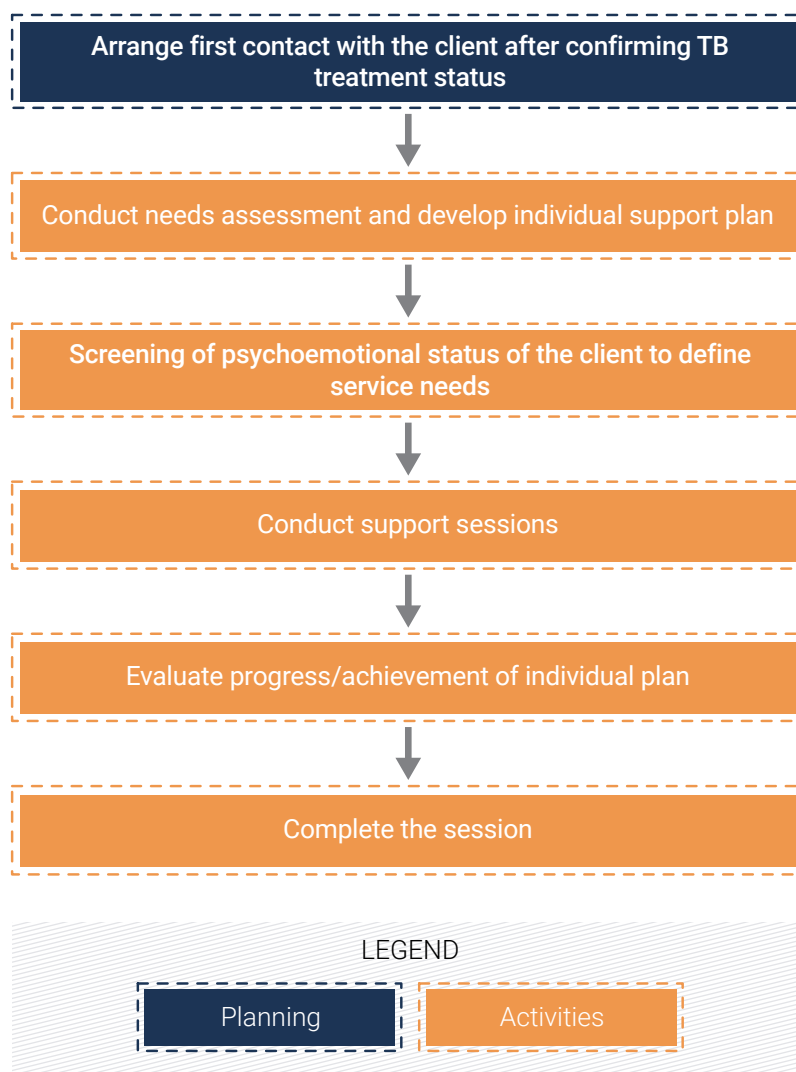 Arrange first contact with the client after confirming TB
treatment status
Conduct needs assessment and develop individual support plan
Screening of psychoemotional status of the client to define
service needs
Conduct support sessions
Evaluate progress/achievement of individual plan
Complete the session
LEGEND
Planning
Activities